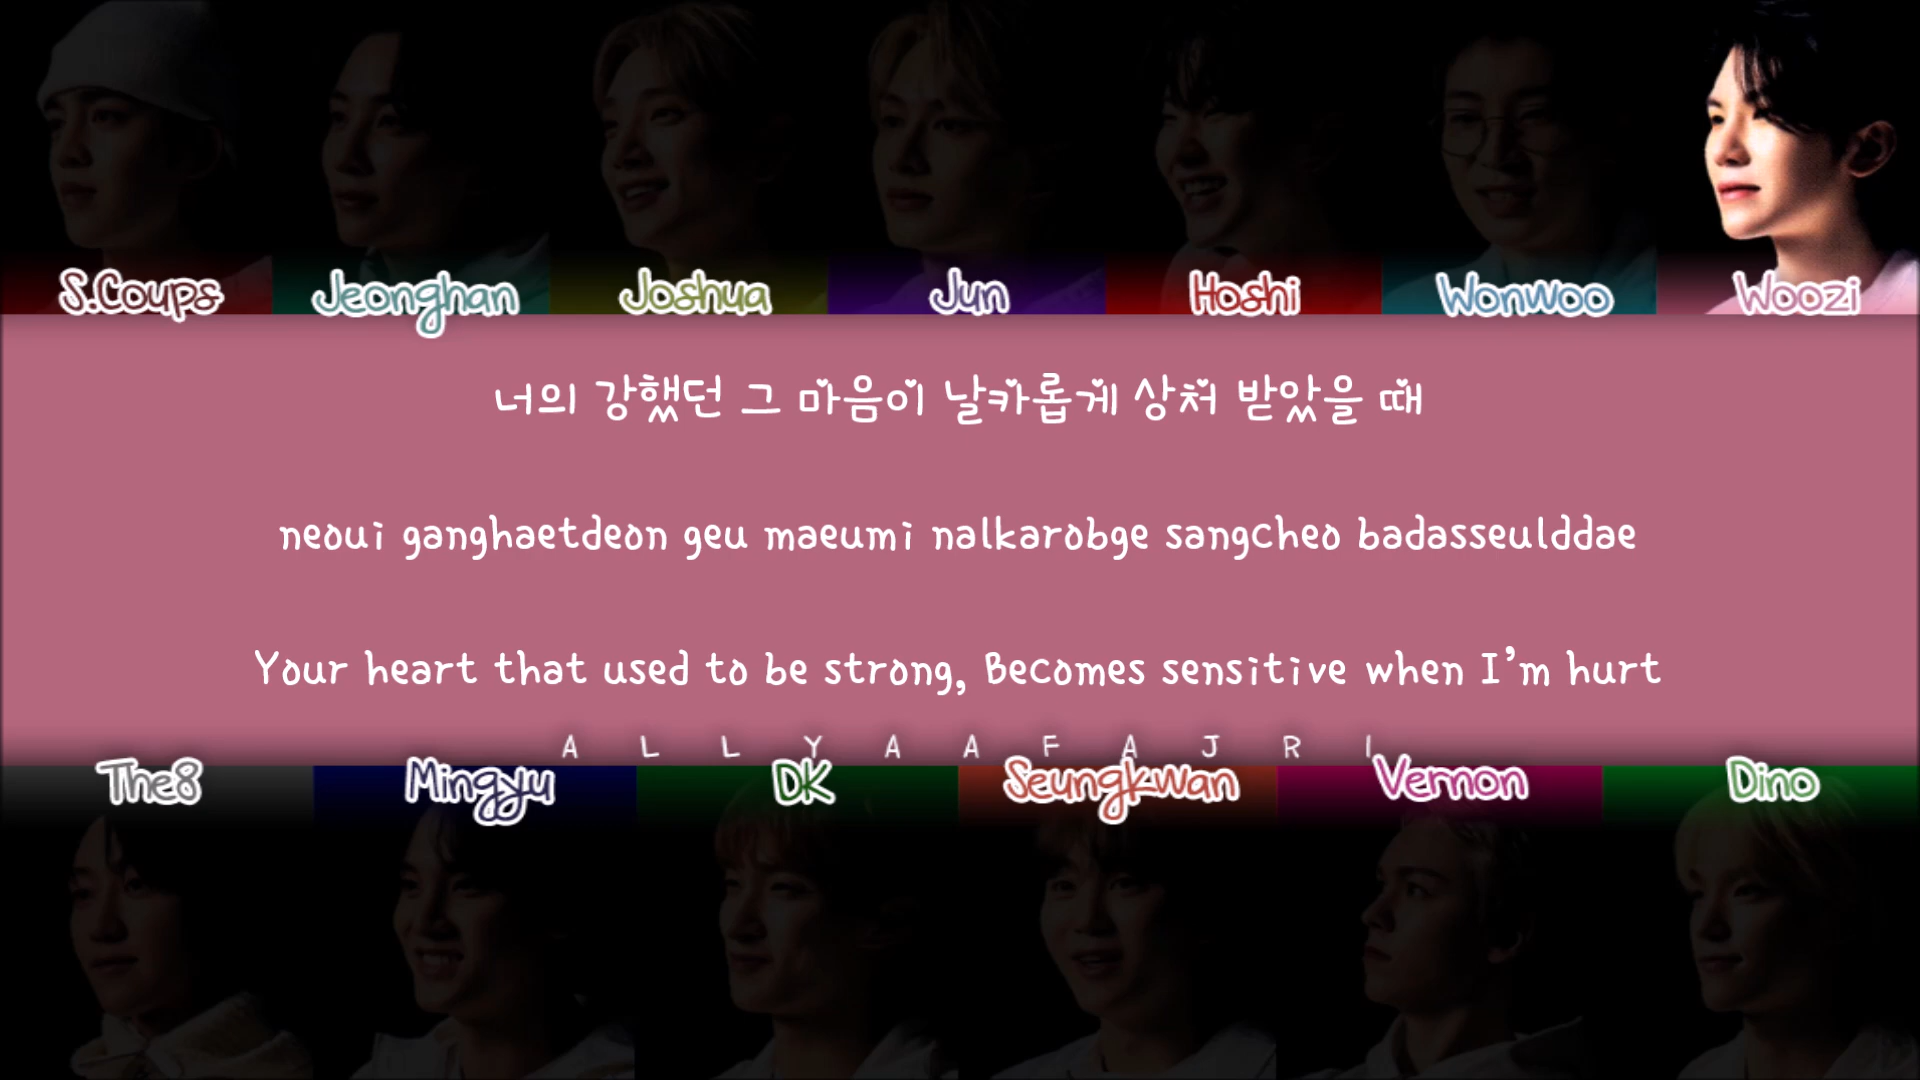 S.Coups Jeonghan Joshua Jun Hoshi Wonwoo Woozi
너의 강했던 그 마음이 날카롭게 상처 받았을 때
neoui ganghaetdeon geu maeumi nalkarobge sangcheo badasseulddae
Your heart that used to be strong, Becomes sensitive when I'm hurt
A L L Y A A F A J R I
The8 Mingyu DK Seungkwan Vernon Dino